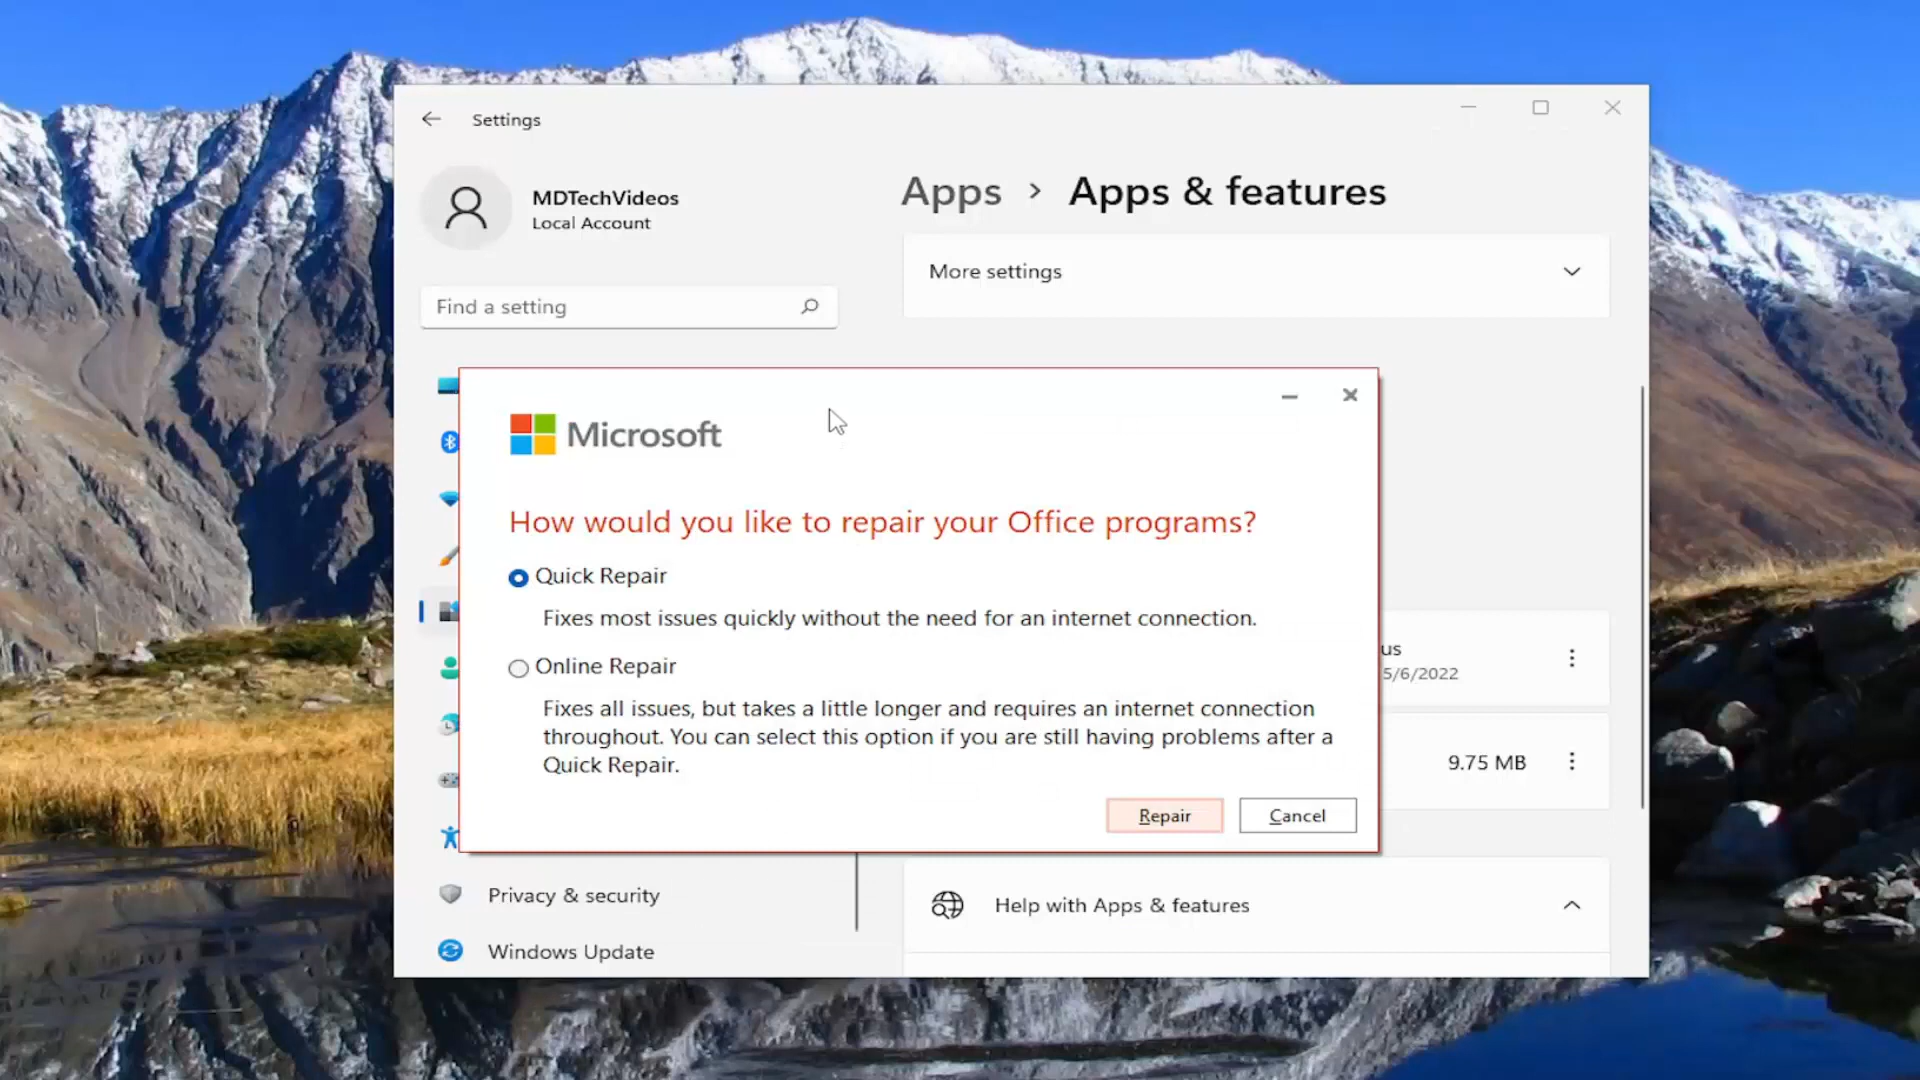 Settings
MDTechVideos
Local Account
Find a setting
Apps > Apps & features
More settings
Microsoft
How would you like to repair your Office programs?
Quick Repair
Fixes most issues quickly without the need for an internet connection.
Online Repair
Fixes all issues, but takes a little longer and requires an internet connection
throughout. You can select this option if you are still having problems after a
Quick Repair.
Repair
Cancel
us
5/6/2022
9.75 MB
Privacy & security
Windows Update
Help with Apps & features